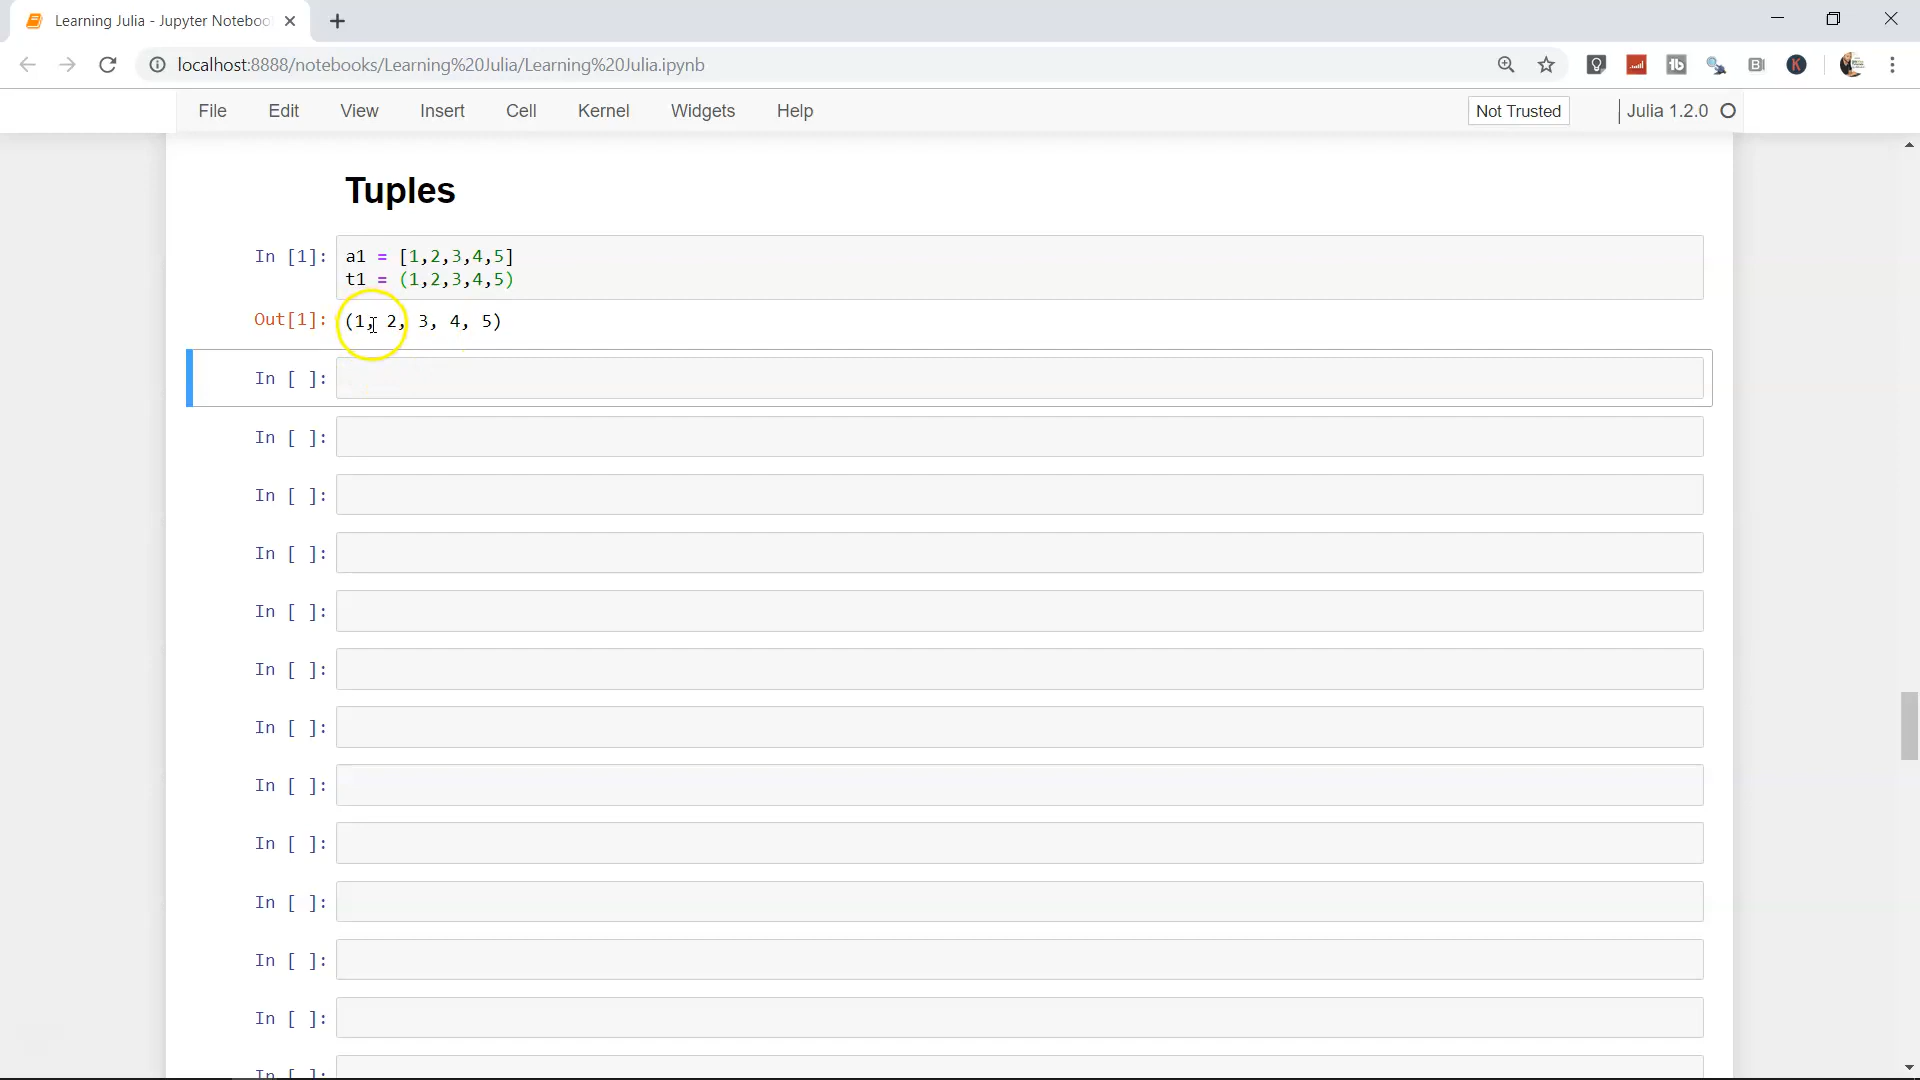 Learning Julia - Jupyter Noteboo
localhost:8888/notebooks/Learning%20Julia/Learning%20Julia.ipynb
File Edit View Insert Cell Kernel Widgets Help
Not Trusted
Julia 1.2.0
Tuples
In [1]: a1 = [1,2,3,4,5]
t1 = (1,2,3,4,5)
Out[1]: (1, 2, 3, 4, 5)
In [ ]:
In [ ]:
In [ ]:
In [ ]:
In [ ]:
In [ ]:
In [ ]:
In [ ]:
In [ ]:
In [ ]:
In [ ]:
In [ ]:
In [ ]: